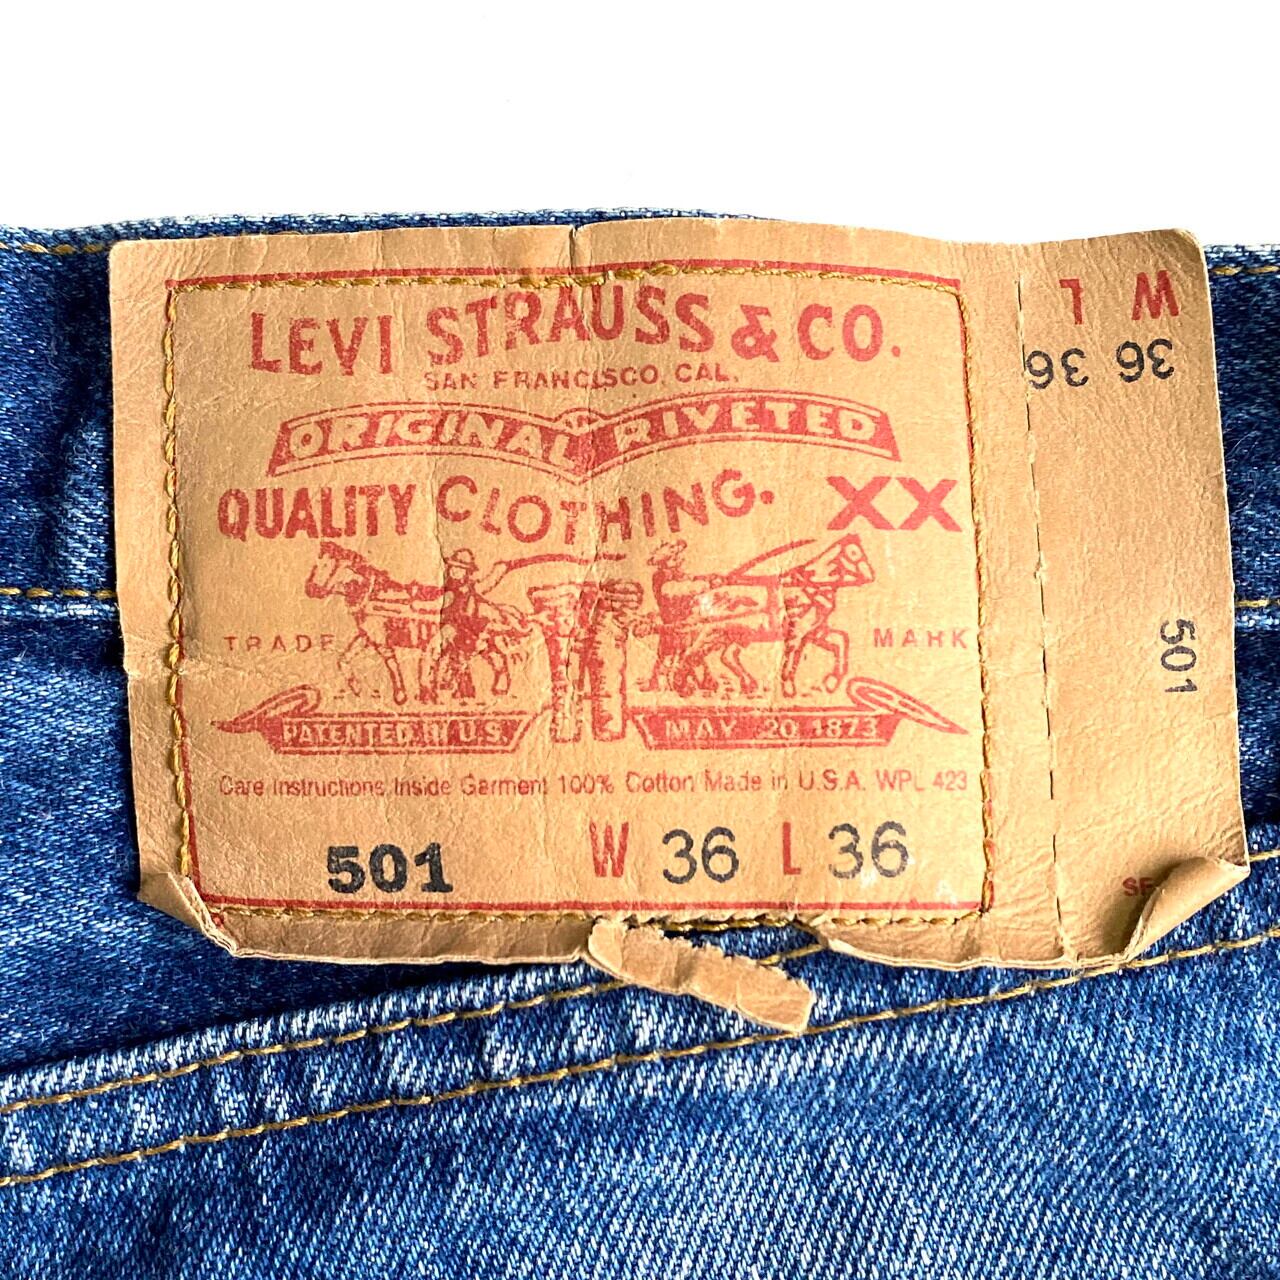 LEVI STRAUSS & CO.
SAN FRANCISCO, CAL.
ORIGINAL RIVETED
QUALITY CLOTHING. XX
TRADE MARK
PATENTED IN U.S. MAY 20 1873
Care Instructions Inside Garment 100% Cotton Made in U.S.A. WPL 423
501 W 36 L 36
W L
36 36
501